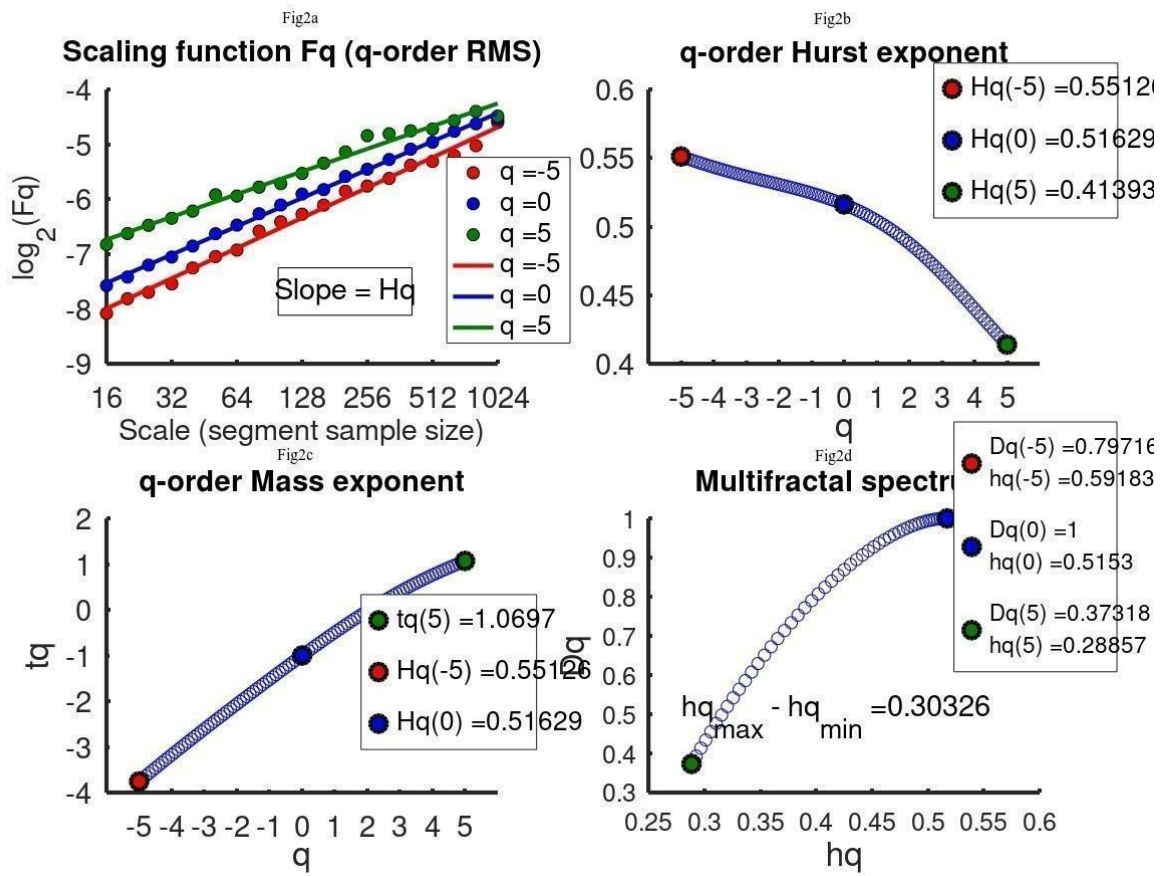 Fig2a
Scaling function Fq (q-order RMS)
-4
-5
-6
-7
-8
-9
log2(Fq)
16 32 64 128 256 512 1024
Scale (segment sample size)
Slope = Hq
q =-5
q =0
q =5
q =-5
q =0
q =5
Fig2b
q-order Hurst exponent
0.6
0.55
0.5
0.45
0.4
-5 -4 -3 -2 -1 0 1 2 3 4 5
q
Hq(-5) =0.55126
Hq(0) =0.51629
Hq(5) =0.41393
Fig2c
q-order Mass exponent
2
1
0
-1
-2
-3
-4
tq
-5 -4 -3 -2 -1 0 1 2 3 4 5
q
tq(5) =1.0697
Hq(-5) =0.55126
Hq(0) =0.51629
Fig2d
Multifractal spectru
1
0.9
0.8
0.7
0.6
0.5
0.4
0.3
Dq
0.25 0.3 0.35 0.4 0.45 0.5 0.55 0.6
hq
hqmax - hqmin =0.30326
Dq(-5) =0.79716
hq(-5) =0.59183
Dq(0) =1
hq(0) =0.5153
Dq(5) =0.37318
hq(5) =0.28857